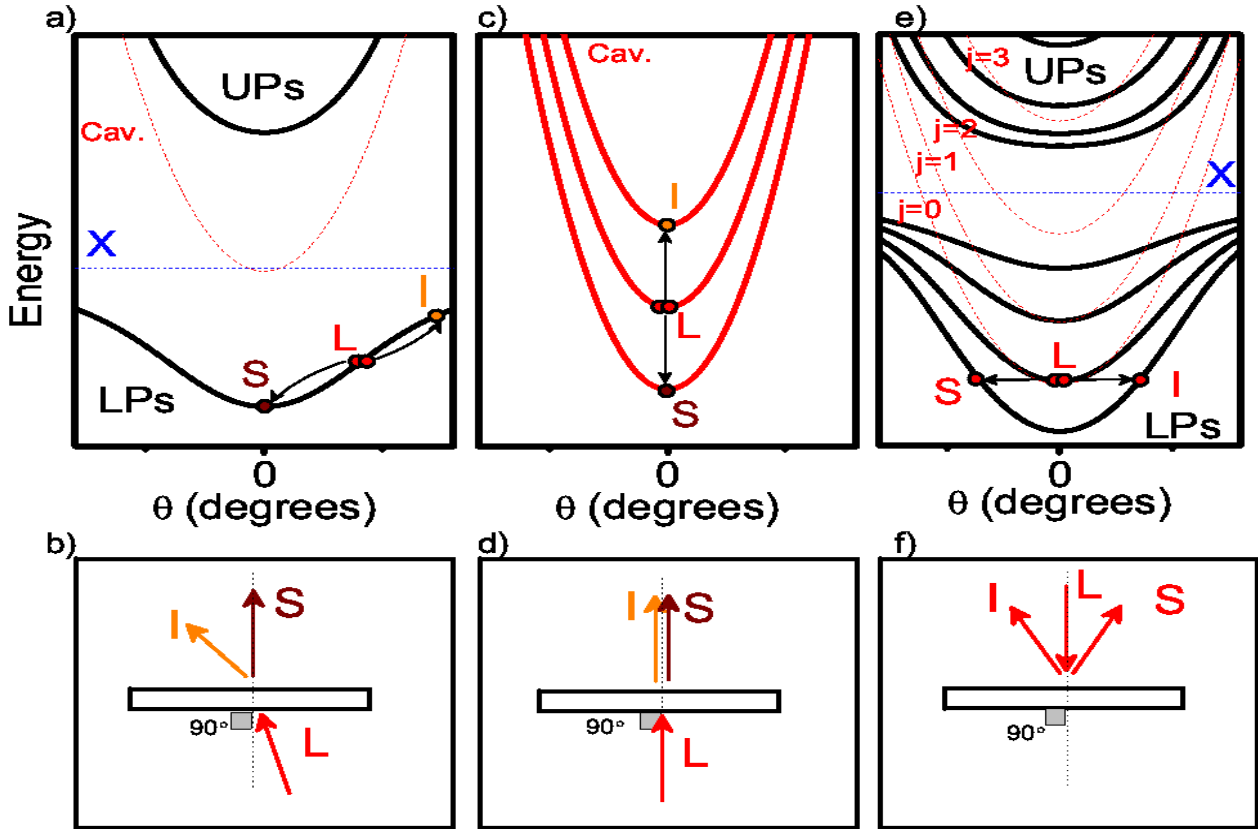 a)
UPs
Cav.
X
I
L
S
LPs
Energy
0
θ (degrees)
c)
Cav.
I
L
S
0
θ (degrees)
e)
j=3
UPs
j=2
j=1
X
j=0
L
S
I
LPs
0
θ (degrees)
b)
S
I
90°
L
d)
I
S
90°
L
f)
I
L
S
90°